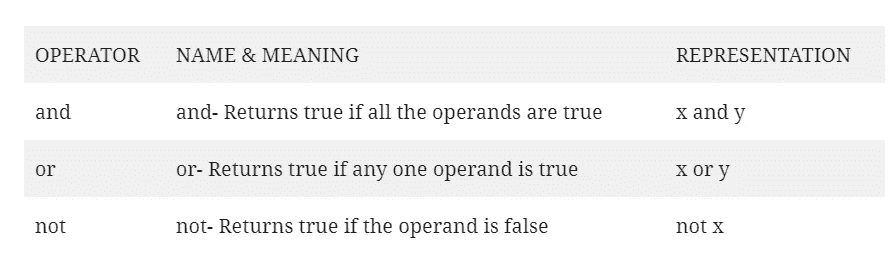 OPERATOR NAME & MEANING REPRESENTATION
and and- Returns true if all the operands are true x and y
or or- Returns true if any one operand is true x or y
not not- Returns true if the operand is false not x